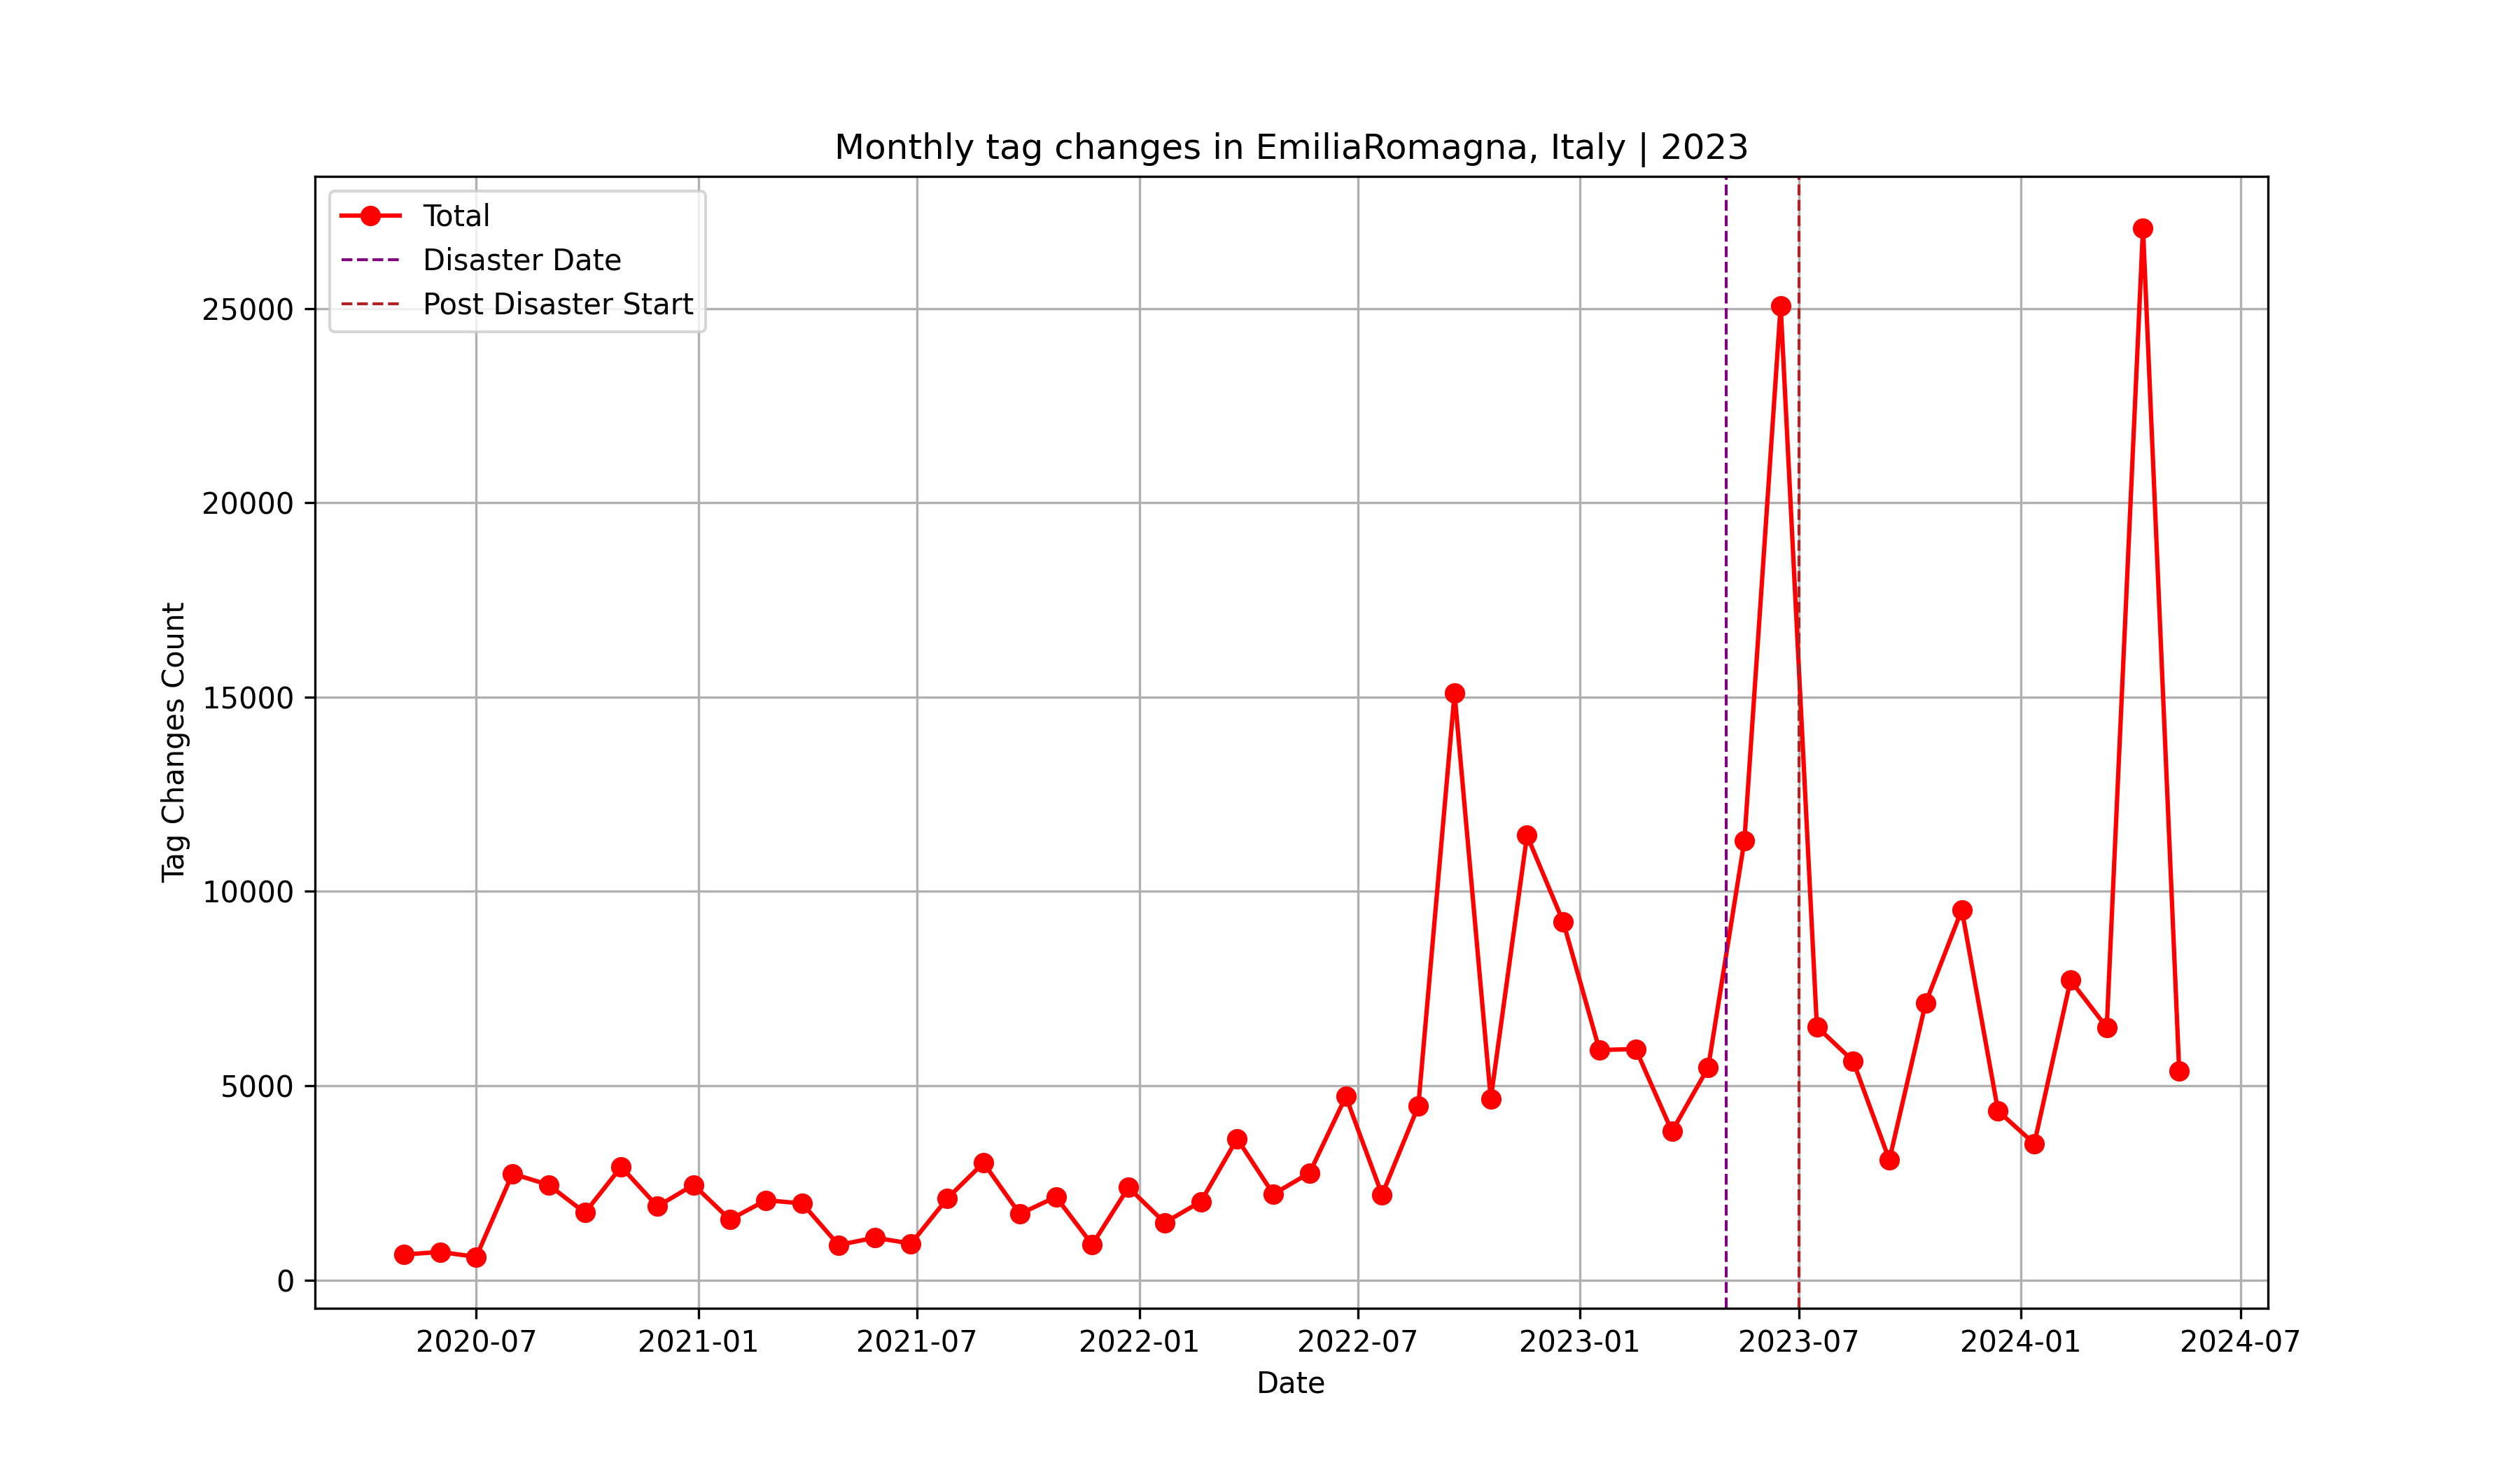 Monthly tag changes in EmiliaRomagna, Italy | 2023
Total
Disaster Date
Post Disaster Start
Tag Changes Count
25000
20000
15000
10000
5000
0
2020-07 2021-01 2021-07 2022-01 2022-07 2023-01 2023-07 2024-01 2024-07
Date